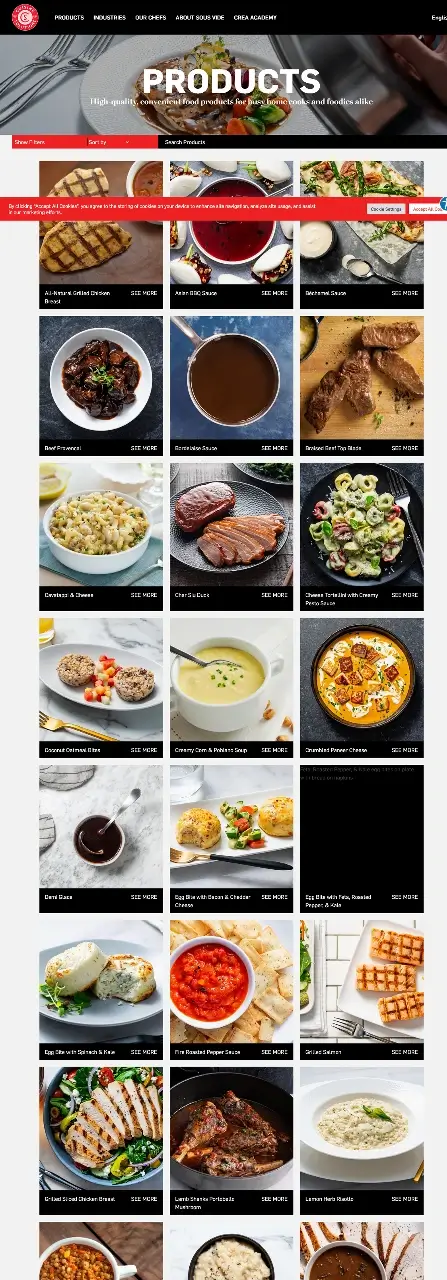 PRODUCTS
INDUSTRIES
OUR CHEFS
ABOUT SOUS VIDE
CREA ACADEMY
PRODUCTS
High-quality, convenient food products for busy home cooks and foodies alike
Show Filters
Sort by
Search Products
By clicking "Accept All Cookies", you agree to the storing of cookies on your device to enhance site navigation, analyze site usage, and assist
in our marketing efforts.
Cookie Settings
Accept All
All-Natural Grilled Chicken
Breast
SEE MORE
Asian BBQ Sauce
SEE MORE
Béchamel Sauce
SEE MORE
Beef Provencal
SEE MORE
Bordelaise Sauce
SEE MORE
Braised Beef Top Blade
SEE MORE
Cavatappi & Cheese
SEE MORE
Char Siu Duck
SEE MORE
Cheese Tortellini with Creamy
Pesto Sauce
SEE MORE
Coconut Oatmeal Bites
SEE MORE
Creamy Corn & Poblano Soup
SEE MORE
Crumbled Paneer Cheese
SEE MORE
Demi Glace
SEE MORE
Egg Bite with Bacon & Cheddar
Cheese
SEE MORE
Egg Bite with Feta, Roasted
Pepper, & Kale
SEE MORE
Egg Bite with Spinach & Kale
SEE MORE
Fire Roasted Pepper Sauce
SEE MORE
Grilled Salmon
SEE MORE
Grilled Sliced Chicken Breast
SEE MORE
Lamb Shanks Portobello
Mushroom
SEE MORE
Lemon Herb Risotto
SEE MORE